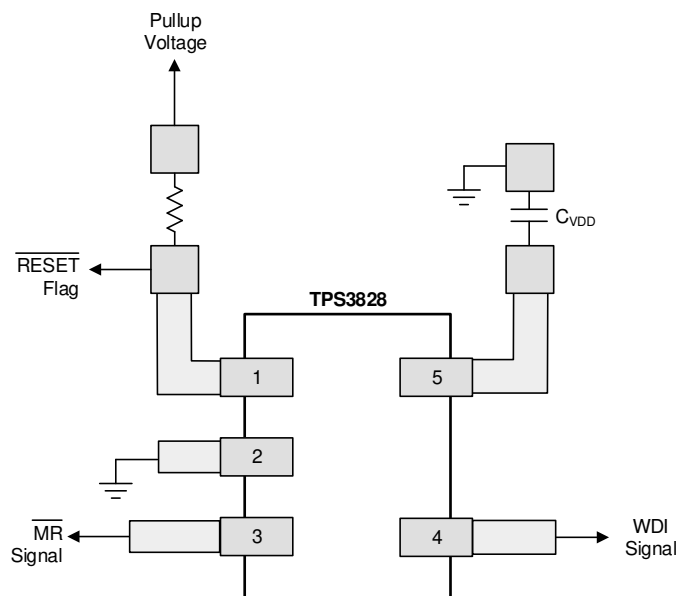 Pullup
Voltage
C_VDD
RESET
Flag
TPS3828
1
5
2
MR
Signal
3
4
WDI
Signal